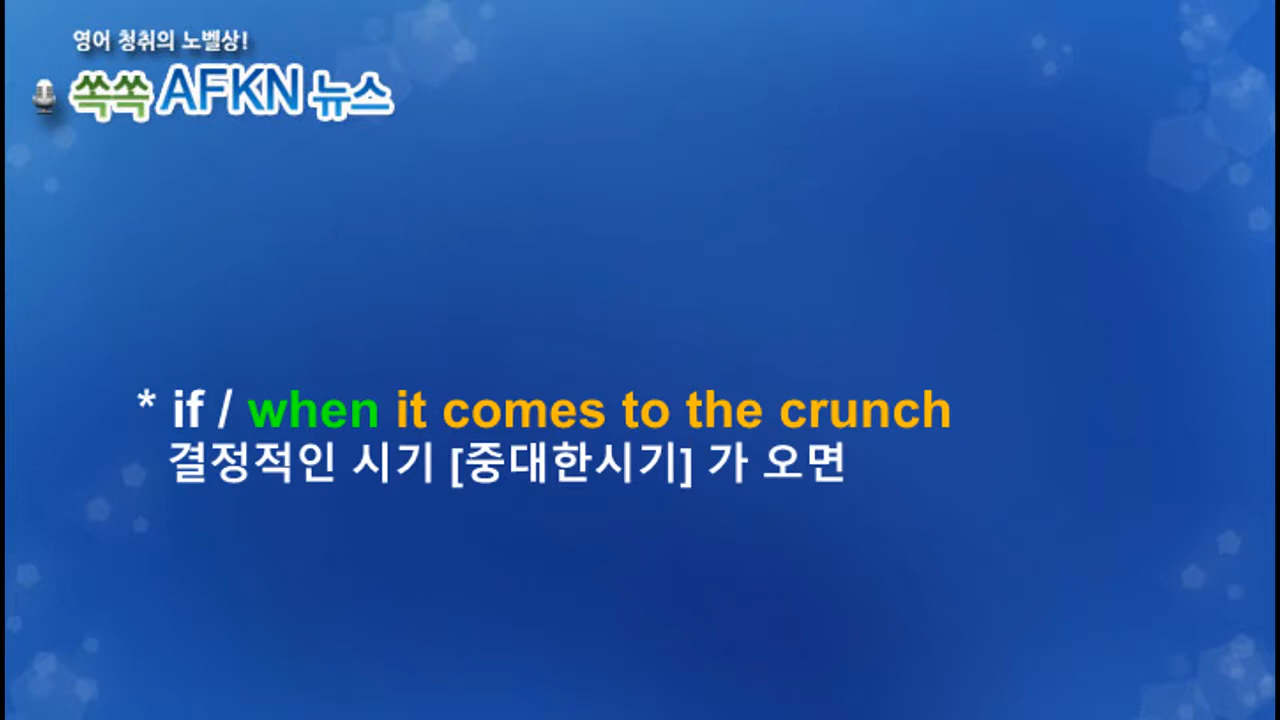 영어 청취의 노벨상!
쏙쏙 AFKN 뉴스
* if / when it comes to the crunch
결정적인 시기 [중대한시기] 가 오면